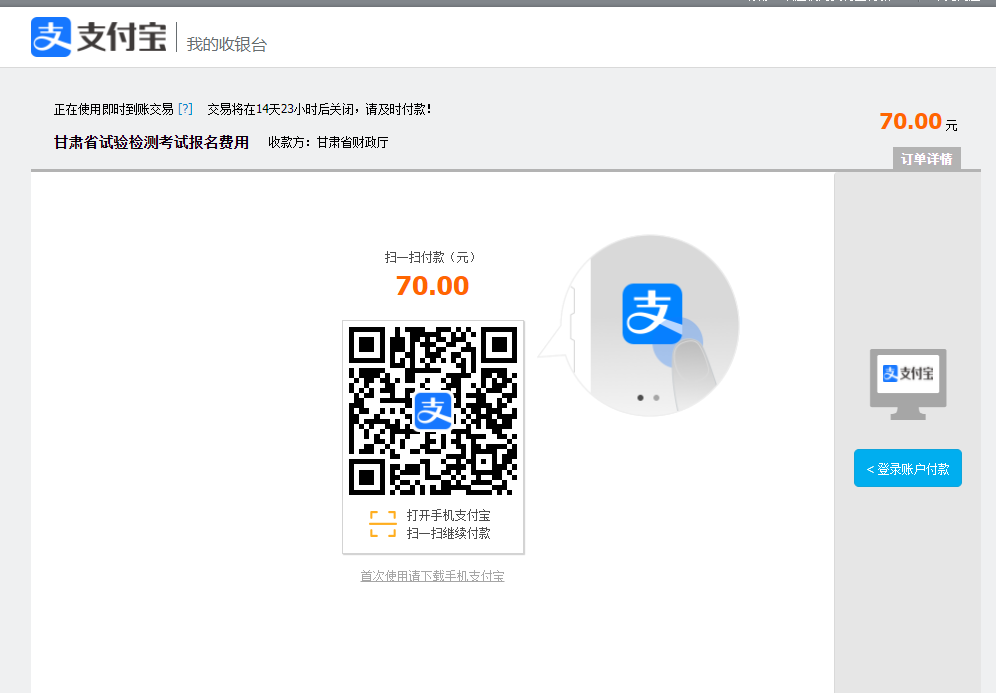 支付宝 我的收银台
正在使用即时到账交易 [?] 交易将在14天23小时后关闭，请及时付款！
70.00 元
甘肃省试验检测考试报名费用 收款方：甘肃省财政厅
订单详情
扫一扫付款（元）
70.00
支
支
支付宝
<登录账户付款
打开手机支付宝
扫一扫继续付款
首次使用请下载手机支付宝